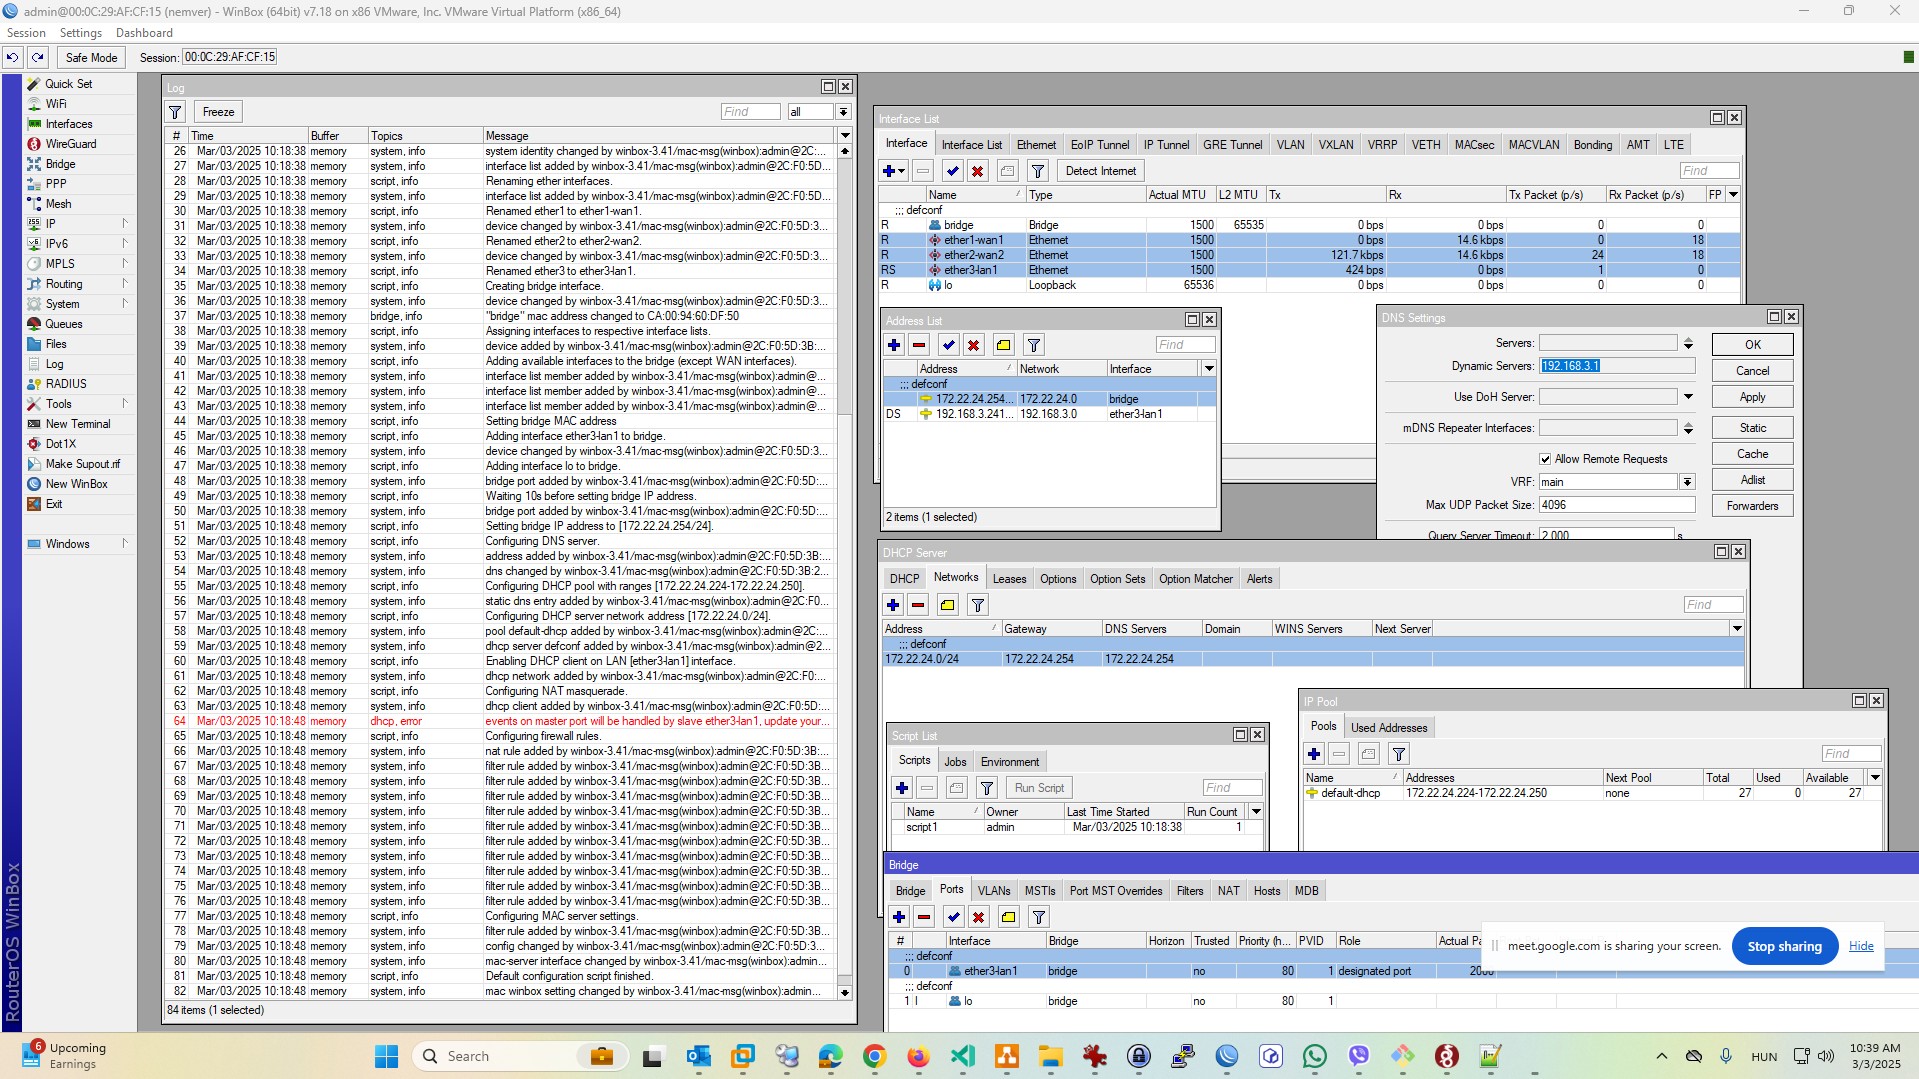 admin@00:0C:29:AF:CF:15 (nemver) - WinBox (64bit) v7.18 on x86 VMware, Inc. VMware Virtual Platform (x86_64)
Session Settings Dashboard
Safe Mode Session: 00:0C:29:AF:CF:15
Quick Set
WiFi
Interfaces
WireGuard
Bridge
PPP
Mesh
IP
IPv6
MPLS
Routing
System
Queues
Files
Log
RADIUS
Tools
New Terminal
Dot1X
Make Supout.rif
New WinBox
Exit
Windows
RouterOS WinBox
Log
Freeze Find all
# Time Buffer Topics Message
26 Mar/03/2025 10:18:38 memory system, info system identity changed by winbox-3.41/mac-msg(winbox):admin@2C:...
27 Mar/03/2025 10:18:38 memory system, info interface list added by winbox-3.41/mac-msg(winbox):admin@2C:F0:5D...
28 Mar/03/2025 10:18:38 memory script, info Renaming ether interfaces.
29 Mar/03/2025 10:18:38 memory system, info interface list added by winbox-3.41/mac-msg(winbox):admin@2C:F0:5D...
30 Mar/03/2025 10:18:38 memory script, info Renamed ether1 to ether1-wan1.
31 Mar/03/2025 10:18:38 memory system, info device changed by winbox-3.41/mac-msg(winbox):admin@2C:F0:5D:3...
32 Mar/03/2025 10:18:38 memory script, info Renamed ether2 to ether2-wan2.
33 Mar/03/2025 10:18:38 memory system, info device changed by winbox-3.41/mac-msg(winbox):admin@2C:F0:5D:3...
34 Mar/03/2025 10:18:38 memory script, info Renamed ether3 to ether3-lan1.
35 Mar/03/2025 10:18:38 memory script, info Creating bridge interface.
36 Mar/03/2025 10:18:38 memory system, info device changed by winbox-3.41/mac-msg(winbox):admin@2C:F0:5D:3...
37 Mar/03/2025 10:18:38 memory bridge, info "bridge" mac address changed to CA:00:94:60:DF:50
38 Mar/03/2025 10:18:38 memory script, info Assigning interfaces to respective interface lists.
39 Mar/03/2025 10:18:38 memory system, info device added by winbox-3.41/mac-msg(winbox):admin@2C:F0:5D:3B:...
40 Mar/03/2025 10:18:38 memory script, info Adding available interfaces to the bridge (except WAN interfaces).
41 Mar/03/2025 10:18:38 memory system, info interface list member added by winbox-3.41/mac-msg(winbox):admin@...
42 Mar/03/2025 10:18:38 memory system, info interface list member added by winbox-3.41/mac-msg(winbox):admin@...
43 Mar/03/2025 10:18:38 memory system, info interface list member added by winbox-3.41/mac-msg(winbox):admin@...
44 Mar/03/2025 10:18:38 memory script, info Setting bridge MAC address
45 Mar/03/2025 10:18:38 memory script, info Adding interface ether3-lan1 to bridge.
46 Mar/03/2025 10:18:38 memory system, info device changed by winbox-3.41/mac-msg(winbox):admin@2C:F0:5D:3...
47 Mar/03/2025 10:18:38 memory script, info Adding interface lo to bridge.
48 Mar/03/2025 10:18:38 memory system, info bridge port added by winbox-3.41/mac-msg(winbox):admin@2C:F0:5D:...
49 Mar/03/2025 10:18:38 memory script, info Waiting 10s before setting bridge IP address.
50 Mar/03/2025 10:18:38 memory system, info bridge port added by winbox-3.41/mac-msg(winbox):admin@2C:F0:5D:...
51 Mar/03/2025 10:18:48 memory script, info Setting bridge IP address to [172.22.24.254/24].
52 Mar/03/2025 10:18:48 memory script, info Configuring DNS server.
53 Mar/03/2025 10:18:48 memory system, info address added by winbox-3.41/mac-msg(winbox):admin@2C:F0:5D:3B:...
54 Mar/03/2025 10:18:48 memory system, info dns changed by winbox-3.41/mac-msg(winbox):admin@2C:F0:5D:3B:2...
55 Mar/03/2025 10:18:48 memory script, info Configuring DHCP pool with ranges [172.22.24.224-172.22.24.250].
56 Mar/03/2025 10:18:48 memory system, info static dns entry added by winbox-3.41/mac-msg(winbox):admin@2C:F0...
57 Mar/03/2025 10:18:48 memory script, info Configuring DHCP server network address [172.22.24.0/24].
58 Mar/03/2025 10:18:48 memory system, info pool default-dhcp added by winbox-3.41/mac-msg(winbox):admin@2C:...
59 Mar/03/2025 10:18:48 memory system, info dhcp server defconf added by winbox-3.41/mac-msg(winbox):admin@2...
60 Mar/03/2025 10:18:48 memory script, info Enabling DHCP client on LAN [ether3-lan1] interface.
61 Mar/03/2025 10:18:48 memory system, info dhcp network added by winbox-3.41/mac-msg(winbox):admin@2C:F0:...
62 Mar/03/2025 10:18:48 memory script, info Configuring NAT masquerade.
63 Mar/03/2025 10:18:48 memory system, info dhcp client added by winbox-3.41/mac-msg(winbox):admin@2C:F0:5D:...
64 Mar/03/2025 10:18:48 memory dhcp, error events on master port will be handled by slave ether3-lan1, update your...
65 Mar/03/2025 10:18:48 memory script, info Configuring firewall rules.
66 Mar/03/2025 10:18:48 memory system, info nat rule added by winbox-3.41/mac-msg(winbox):admin@2C:F0:5D:3B:...
67 Mar/03/2025 10:18:48 memory system, info filter rule added by winbox-3.41/mac-msg(winbox):admin@2C:F0:5D:3B...
68 Mar/03/2025 10:18:48 memory system, info filter rule added by winbox-3.41/mac-msg(winbox):admin@2C:F0:5D:3B...
69 Mar/03/2025 10:18:48 memory system, info filter rule added by winbox-3.41/mac-msg(winbox):admin@2C:F0:5D:3B...
70 Mar/03/2025 10:18:48 memory system, info filter rule added by winbox-3.41/mac-msg(winbox):admin@2C:F0:5D:3B...
71 Mar/03/2025 10:18:48 memory system, info filter rule added by winbox-3.41/mac-msg(winbox):admin@2C:F0:5D:3B...
72 Mar/03/2025 10:18:48 memory system, info filter rule added by winbox-3.41/mac-msg(winbox):admin@2C:F0:5D:3B...
73 Mar/03/2025 10:18:48 memory system, info filter rule added by winbox-3.41/mac-msg(winbox):admin@2C:F0:5D:3B...
74 Mar/03/2025 10:18:48 memory system, info filter rule added by winbox-3.41/mac-msg(winbox):admin@2C:F0:5D:3B...
75 Mar/03/2025 10:18:48 memory system, info filter rule added by winbox-3.41/mac-msg(winbox):admin@2C:F0:5D:3B...
76 Mar/03/2025 10:18:48 memory system, info filter rule added by winbox-3.41/mac-msg(winbox):admin@2C:F0:5D:3B...
77 Mar/03/2025 10:18:48 memory script, info Configuring MAC server settings.
78 Mar/03/2025 10:18:48 memory system, info filter rule added by winbox-3.41/mac-msg(winbox):admin@2C:F0:5D:3B...
79 Mar/03/2025 10:18:48 memory system, info config changed by winbox-3.41/mac-msg(winbox):admin@2C:F0:5D:3...
80 Mar/03/2025 10:18:48 memory system, info mac-server interface changed by winbox-3.41/mac-msg(winbox):admin...
81 Mar/03/2025 10:18:48 memory script, info Default configuration script finished.
82 Mar/03/2025 10:18:48 memory system, info mac winbox setting changed by winbox-3.41/mac-msg(winbox):admin...
84 items (1 selected)
Interface List
Interface Interface List Ethernet EoIP Tunnel IP Tunnel GRE Tunnel VLAN VXLAN VRRP VETH MACsec MACVLAN Bonding AMT LTE
Detect Internet Find
Name Type Actual MTU L2 MTU Tx Rx Tx Packet (p/s) Rx Packet (p/s) FP
;;; defconf
R bridge Bridge 1500 65535 0 bps 0 bps 0 0
R ether1-wan1 Ethernet 1500 0 bps 14.6 kbps 0 18
R ether2-wan2 Ethernet 1500 121.7 kbps 14.6 kbps 24 18
RS ether3-lan1 Ethernet 1500 424 bps 0 bps 1 0
R lo Loopback 65536 0 bps 0 bps 0 0
Address List
Find
Address Network Interface
;;; defconf
172.22.24.254... 172.22.24.0 bridge
DS 192.168.3.241... 192.168.3.0 ether3-lan1
2 items (1 selected)
DNS Settings
Servers: OK
Dynamic Servers: 192.168.3.1 Cancel
Use DoH Server: Apply
mDNS Repeater Interfaces: Static
Allow Remote Requests Cache
VRF: main Adlist
Max UDP Packet Size: 4096 Forwarders
Query Server Timeout: 2.000 s
DHCP Server
DHCP Networks Leases Options Option Sets Option Matcher Alerts
Find
Address Gateway DNS Servers Domain WINS Servers Next Server
;;; defconf
172.22.24.0/24 172.22.24.254 172.22.24.254
IP Pool
Pools Used Addresses
Find
Name Addresses Next Pool Total Used Available
default-dhcp 172.22.24.224-172.22.24.250 none 27 0 27
Script List
Scripts Jobs Environment
Run Script Find
Name Owner Last Time Started Run Count
script1 admin Mar/03/2025 10:18:38 1
Bridge
Bridge Ports VLANs MSTIs Port MST Overrides Filters NAT Hosts MDB
# Interface Bridge Horizon Trusted Priority (h... PVID Role Actual Pa
;;; defconf
0 ether3-lan1 bridge no 80 1 designated port 2000
;;; defconf
1 I lo bridge no 80 1
meet.google.com is sharing your screen. Stop sharing Hide
6 Upcoming
Earnings
Search
HUN
10:39 AM
3/3/2025